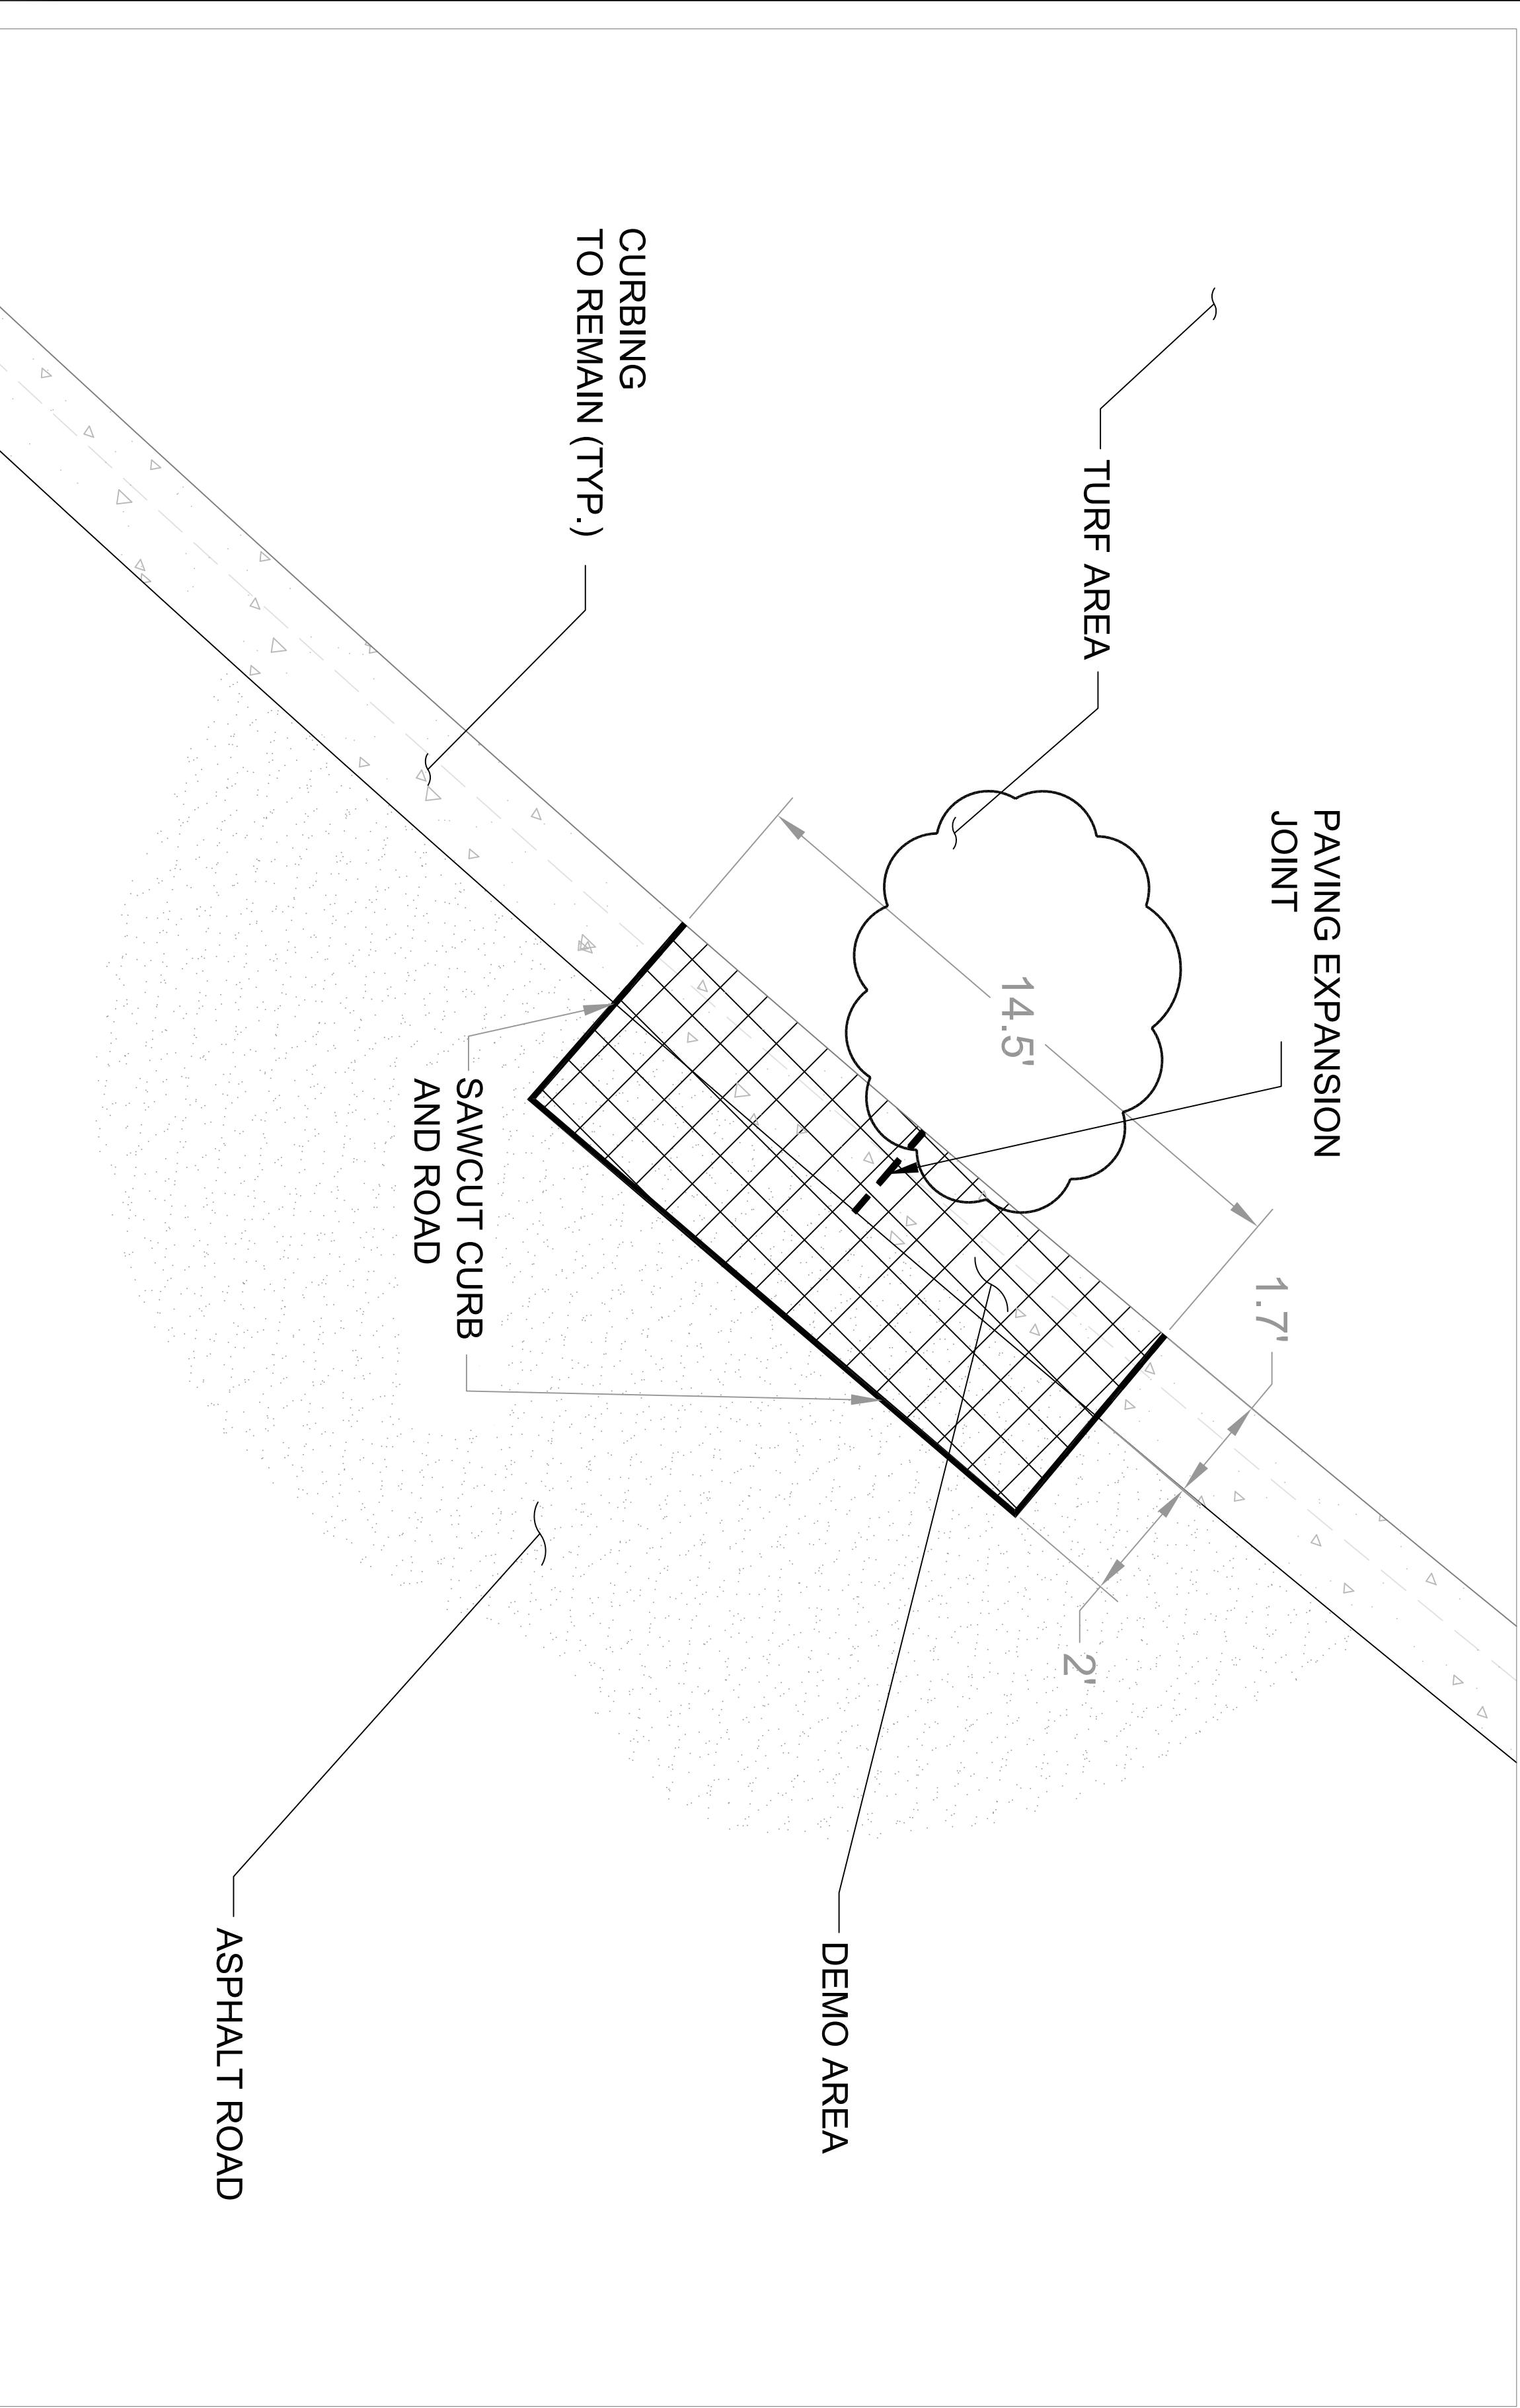 PAVING EXPANSION
JOINT
TURF AREA
14.5'
1.7'
2'
CURBING
TO REMAIN (TYP.)
SAWCUT CURB
AND ROAD
DEMO AREA
ASPHALT ROAD